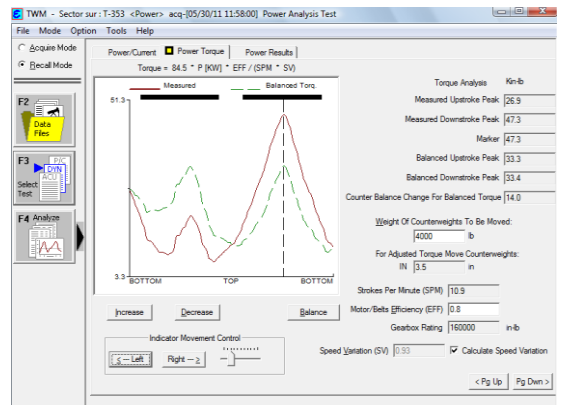 TWM - Sector sur : T-353 <Power> acq-[05/30/11 11:58:00] Power Analysis Test
File Mode Option Tools Help
Acquire Mode
Recall Mode
F2
Data
Files
F3
P/C
DYN
ACU
Select
Test
F4 Analyze
Power/Current Power Torque Power Results
Torque = 84.5 * P [KW] * EFF / (SPM * SV)
Measured Balanced Torq.
51.3
3.3
BOTTOM TOP BOTTOM
Increase Decrease Balance
Indicator Movement Control
< -- Left Right -- >
Torque Analysis Kin-lb
Measured Upstroke Peak 26.9
Measured Downstroke Peak 47.3
Marker 47.3
Balanced Upstroke Peak 33.3
Balanced Downstroke Peak 33.4
Counter Balance Change For Balanced Torque 14.0
Weight Of Counterweights To Be Moved:
4000 lb
For Adjusted Torque Move Counterweights:
IN 3.5 in
Strokes Per Minute (SPM) 10.9
Motor/Belts Efficiency (EFF) 0.8
Gearbox Rating 160000 in-lb
Speed Variation (SV) 0.93 Calculate Speed Variation
< Pg Up Pg Dwn >